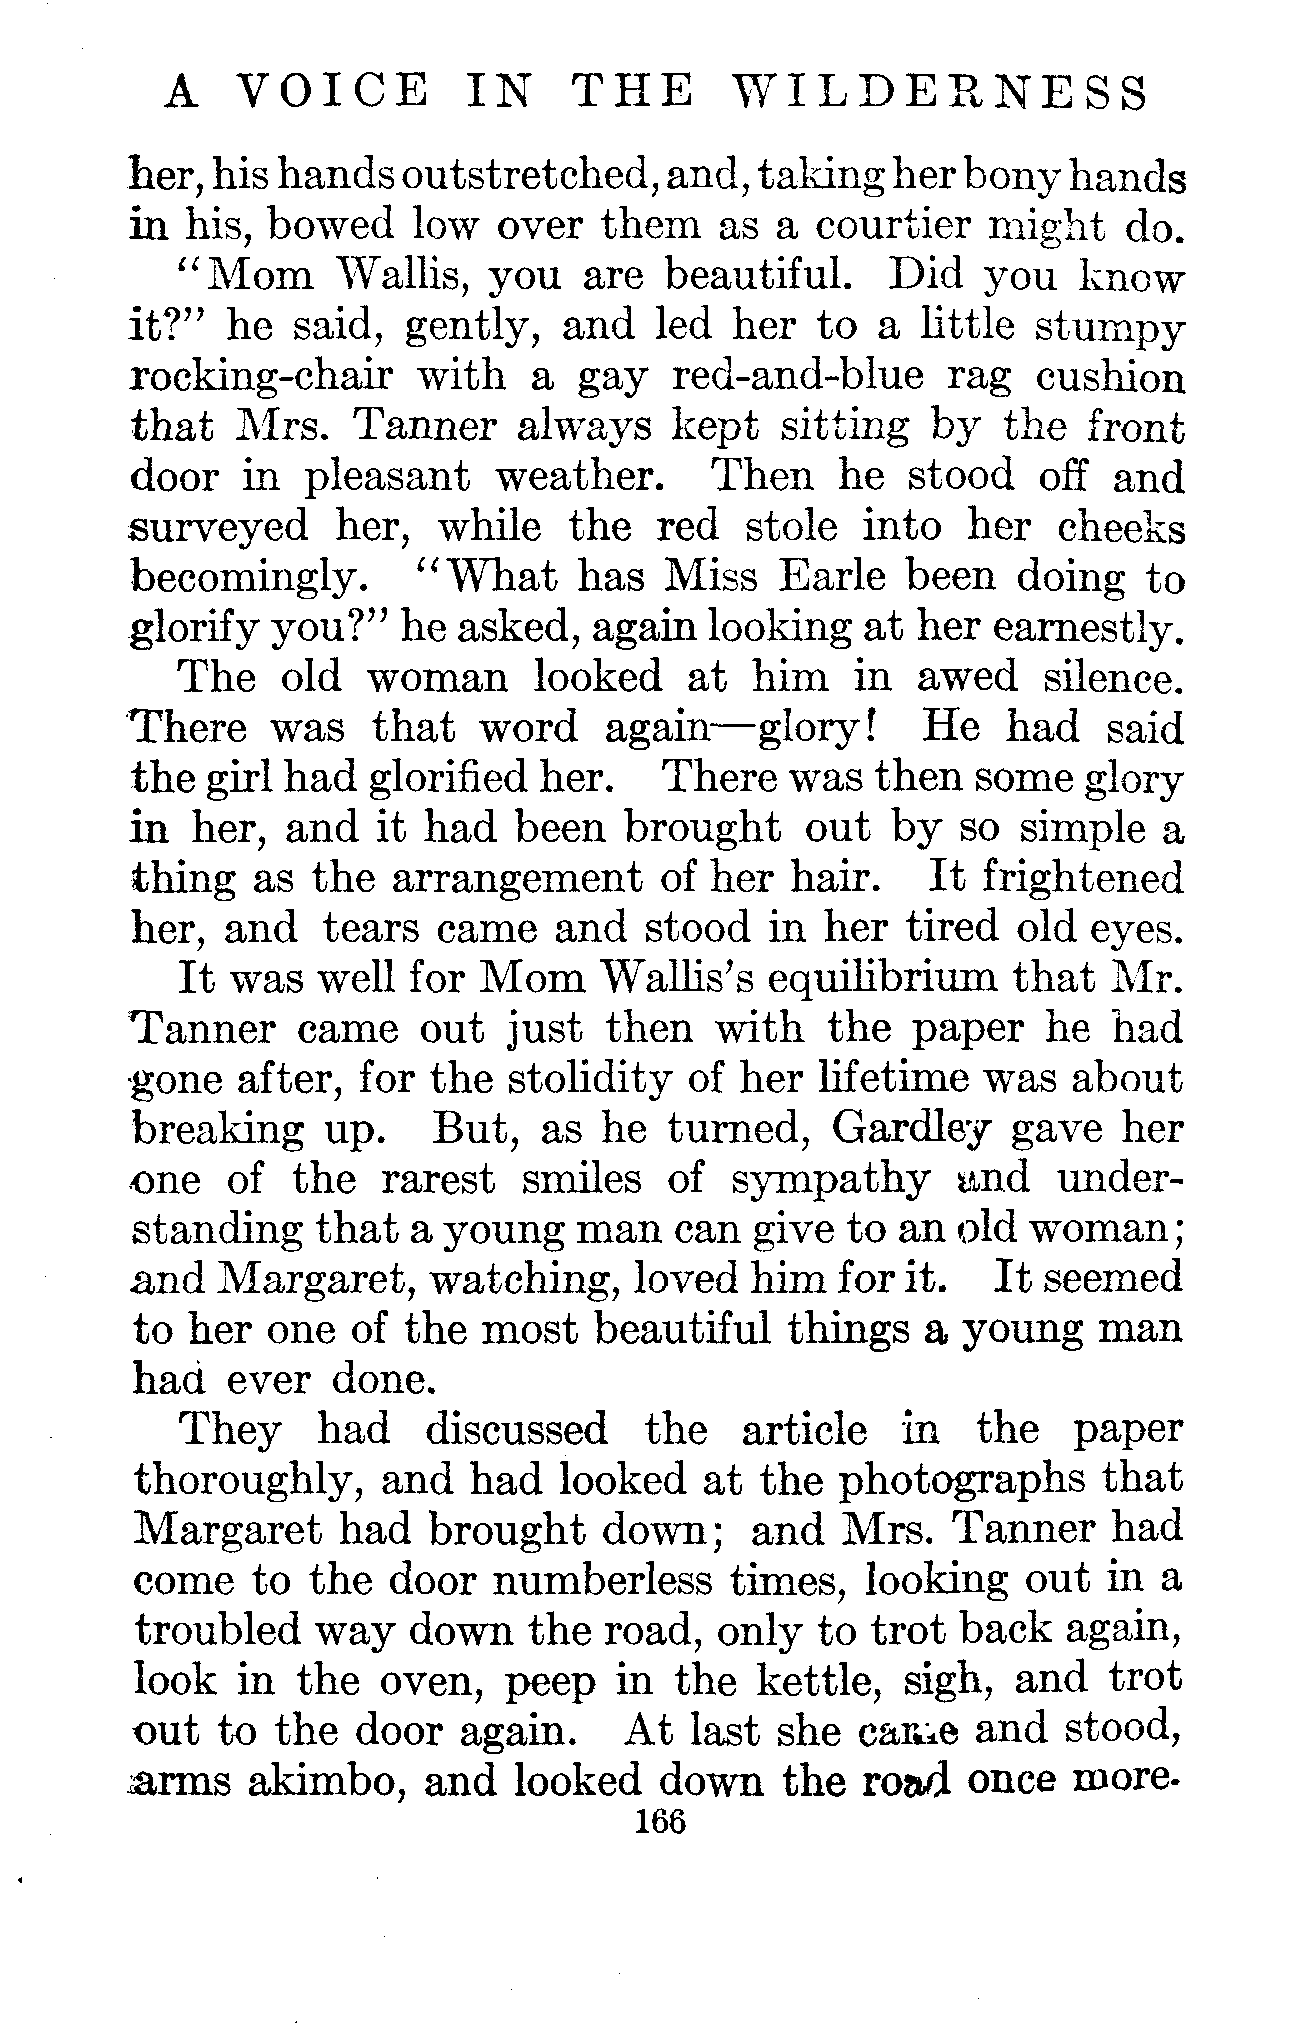 A VOICE IN THE WILDERNESS
her, his hands outstretched, and, taking her bony hands
in his, bowed low over them as a courtier might do.
"Mom Wallis, you are beautiful. Did you know
it?" he said, gently, and led her to a little stumpy
rocking-chair with a gay red-and-blue rag cushion
that Mrs. Tanner always kept sitting by the front
door in pleasant weather. Then he stood off and
surveyed her, while the red stole into her cheeks
becomingly. "What has Miss Earle been doing to
glorify you?" he asked, again looking at her earnestly.
The old woman looked at him in awed silence.
There was that word again—glory! He had said
the girl had glorified her. There was then some glory
in her, and it had been brought out by so simple a
thing as the arrangement of her hair. It frightened
her, and tears came and stood in her tired old eyes.
It was well for Mom Wallis's equilibrium that Mr.
Tanner came out just then with the paper he had
gone after, for the stolidity of her lifetime was about
breaking up. But, as he turned, Gardley gave her
one of the rarest smiles of sympathy and under-
standing that a young man can give to an old woman;
and Margaret, watching, loved him for it. It seemed
to her one of the most beautiful things a young man
had ever done.
They had discussed the article in the paper
thoroughly, and had looked at the photographs that
Margaret had brought down; and Mrs. Tanner had
come to the door numberless times, looking out in a
troubled way down the road, only to trot back again,
look in the oven, peep in the kettle, sigh, and trot
out to the door again. At last she came and stood,
arms akimbo, and looked down the road once more.
166